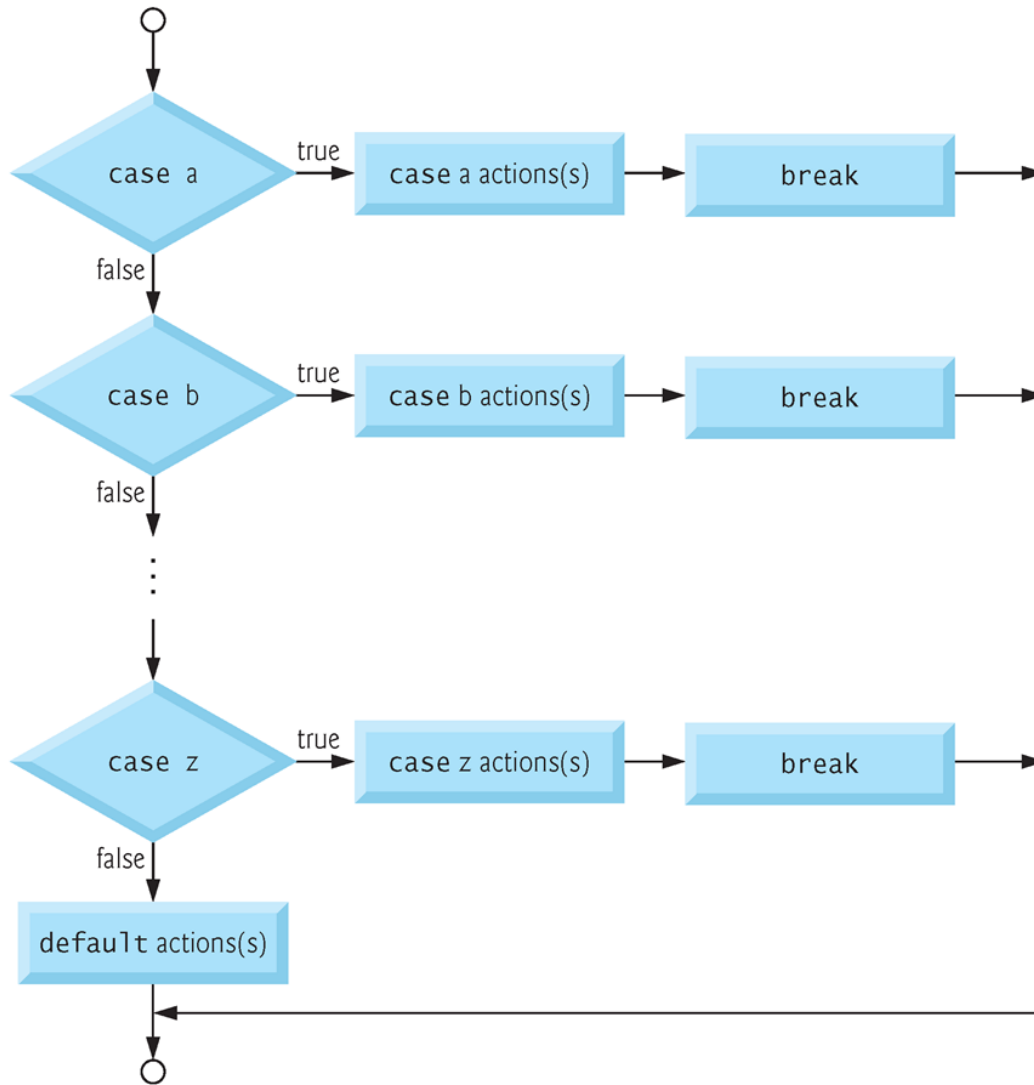 case a
true
case a actions(s)
break
false
case b
true
case b actions(s)
break
false
⋮
case z
true
case z actions(s)
break
false
default actions(s)